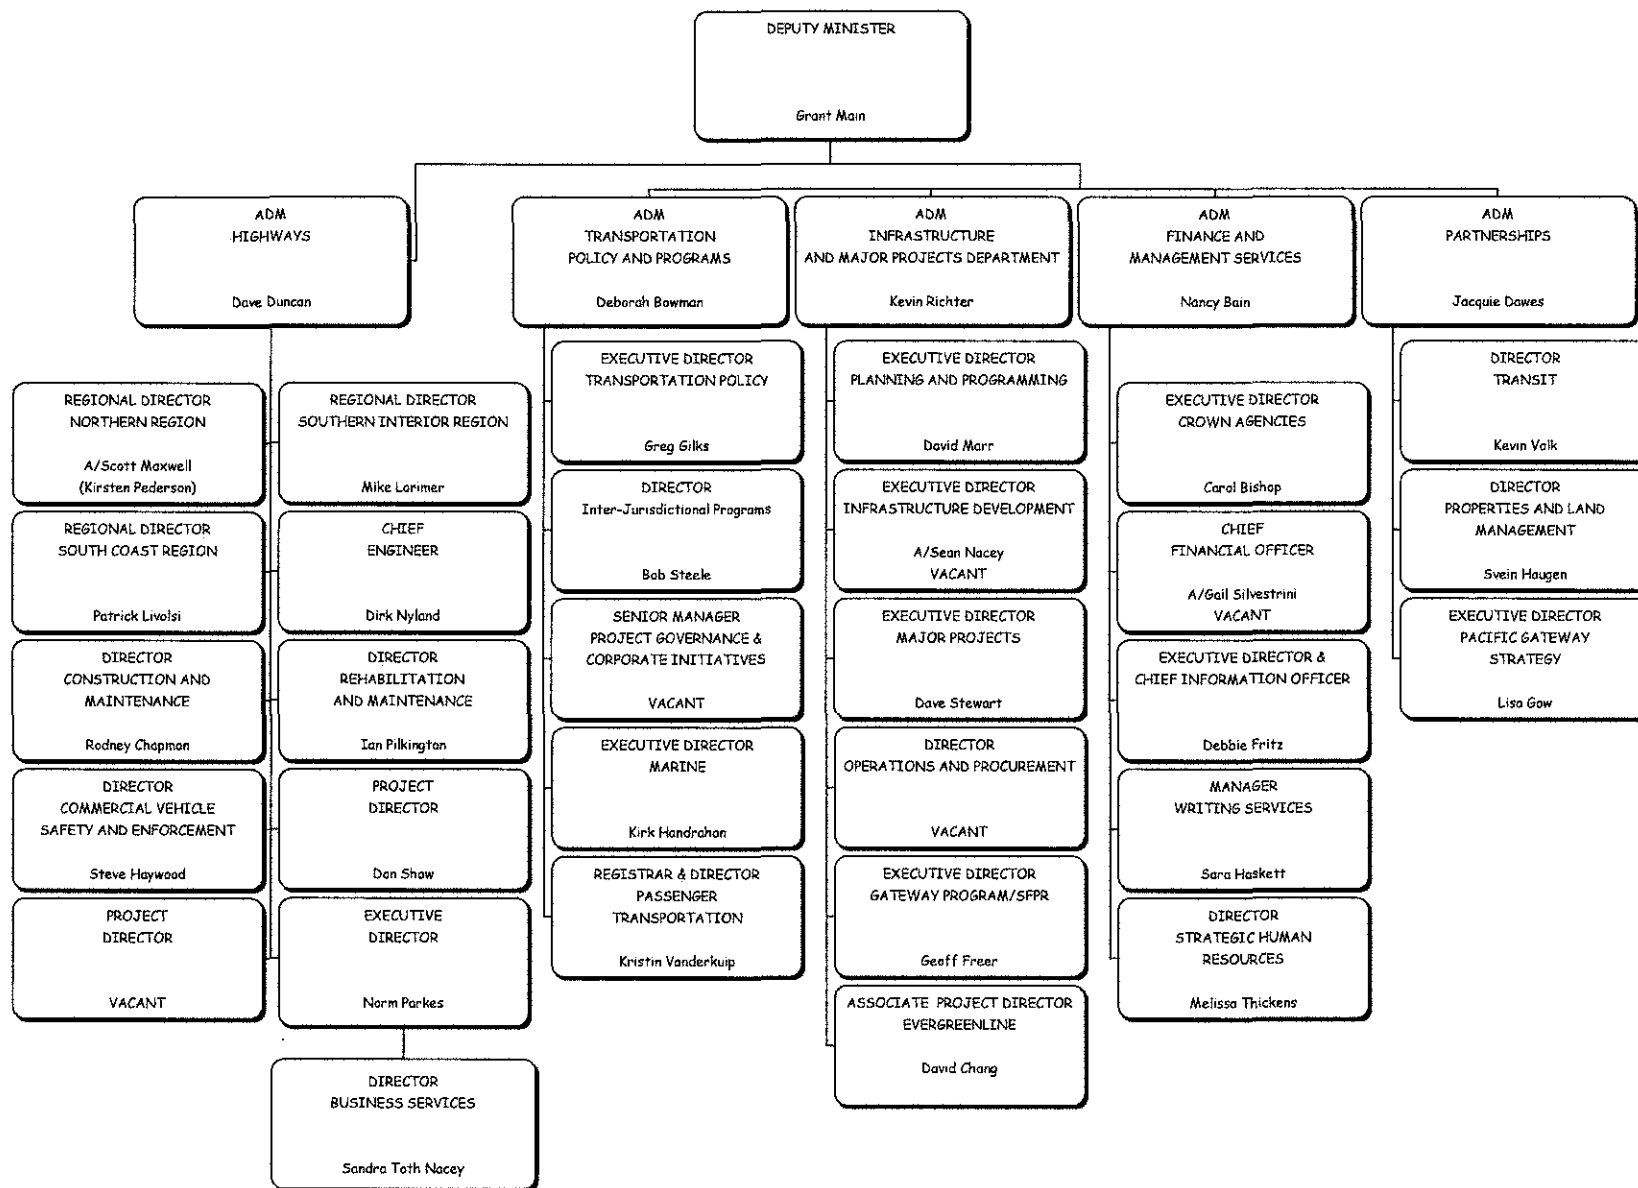 DEPUTY MINISTER
Grant Main
ADM
HIGHWAYS
Dave Duncan
ADM
TRANSPORTATION
POLICY AND PROGRAMS
Deborah Bowman
ADM
INFRASTRUCTURE
AND MAJOR PROJECTS DEPARTMENT
Kevin Richter
ADM
FINANCE AND
MANAGEMENT SERVICES
Nancy Bain
ADM
PARTNERSHIPS
Jacquie Dawes
REGIONAL DIRECTOR
NORTHERN REGION
A/Scott Maxwell
(Kirsten Pederson)
REGIONAL DIRECTOR
SOUTHERN INTERIOR REGION
Mike Lorimer
REGIONAL DIRECTOR
SOUTH COAST REGION
Patrick Livolsi
CHIEF
ENGINEER
Dirk Nyland
DIRECTOR
CONSTRUCTION AND
MAINTENANCE
Rodney Chapman
DIRECTOR
REHABILITATION
AND MAINTENANCE
Ian Pilkington
DIRECTOR
COMMERCIAL VEHICLE
SAFETY AND ENFORCEMENT
Steve Haywood
PROJECT
DIRECTOR
Don Shaw
PROJECT
DIRECTOR
VACANT
EXECUTIVE
DIRECTOR
Norm Parkes
DIRECTOR
BUSINESS SERVICES
Sandra Toth Nacey
EXECUTIVE DIRECTOR
TRANSPORTATION POLICY
Greg Gilks
DIRECTOR
Inter-Jurisdictional Programs
Bob Steele
SENIOR MANAGER
PROJECT GOVERNANCE &
CORPORATE INITIATIVES
VACANT
EXECUTIVE DIRECTOR
MARINE
Kirk Handrahan
REGISTRAR & DIRECTOR
PASSENGER
TRANSPORTATION
Kristin Vanderkuip
EXECUTIVE DIRECTOR
PLANNING AND PROGRAMMING
David Marr
EXECUTIVE DIRECTOR
INFRASTRUCTURE DEVELOPMENT
A/Sean Nacey
VACANT
EXECUTIVE DIRECTOR
MAJOR PROJECTS
Dave Stewart
DIRECTOR
OPERATIONS AND PROCUREMENT
VACANT
EXECUTIVE DIRECTOR
GATEWAY PROGRAM/SFPR
Geoff Freer
ASSOCIATE PROJECT DIRECTOR
EVERGREENLINE
David Chang
EXECUTIVE DIRECTOR
CROWN AGENCIES
Carol Bishop
CHIEF
FINANCIAL OFFICER
A/Gail Silvestrini
VACANT
EXECUTIVE DIRECTOR &
CHIEF INFORMATION OFFICER
Debbie Fritz
MANAGER
WRITING SERVICES
Sara Haskett
DIRECTOR
STRATEGIC HUMAN
RESOURCES
Melissa Thickens
DIRECTOR
TRANSIT
Kevin Volk
DIRECTOR
PROPERTIES AND LAND
MANAGEMENT
Svein Haugen
EXECUTIVE DIRECTOR
PACIFIC GATEWAY
STRATEGY
Lisa Gow